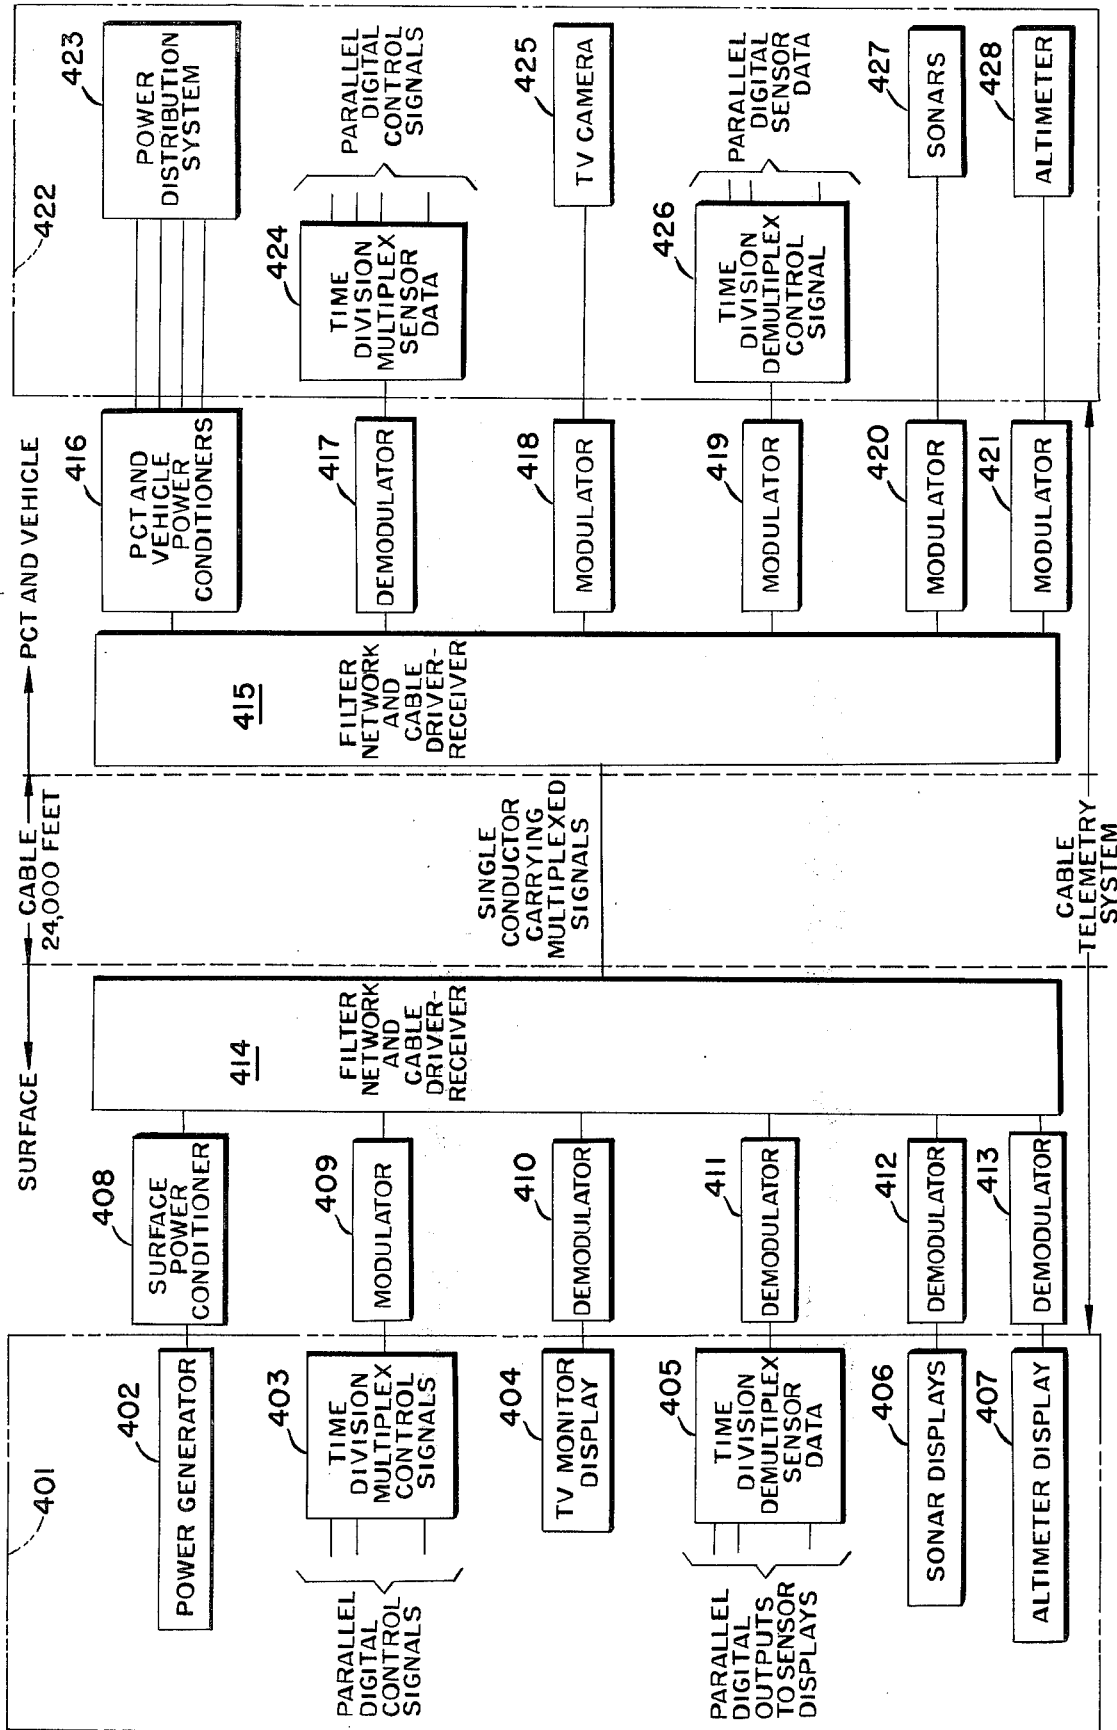 SURFACE
CABLE
24,000 FEET
PCT AND VEHICLE
401
402
POWER GENERATOR
408
SURFACE
POWER
CONDITIONER
414
FILTER
NETWORK
AND
CABLE
DRIVER-
RECEIVER
415
FILTER
NETWORK
AND
CABLE
DRIVER-
RECEIVER
416
PCT AND
VEHICLE
POWER
CONDITIONERS
422
423
POWER
DISTRIBUTION
SYSTEM
PARALLEL
DIGITAL
CONTROL
SIGNALS
403
TIME
DIVISION
MULTIPLEX
CONTROL
SIGNALS
409
MODULATOR
417
DEMODULATOR
424
TIME
DIVISION
MULTIPLEX
SENSOR
DATA
PARALLEL
DIGITAL
CONTROL
SIGNALS
404
TV MONITOR
DISPLAY
410
DEMODULATOR
SINGLE
CONDUCTOR
CARRYING
MULTIPLEXED
SIGNALS
418
MODULATOR
425
TV CAMERA
PARALLEL
DIGITAL
OUTPUTS
TO SENSOR
DISPLAYS
405
TIME
DIVISION
DEMULTIPLEX
SENSOR
DATA
411
DEMODULATOR
419
MODULATOR
426
TIME
DIVISION
DEMULTIPLEX
CONTROL
SIGNAL
PARALLEL
DIGITAL
SENSOR
DATA
406
SONAR DISPLAYS
412
DEMODULATOR
420
MODULATOR
427
SONARS
407
ALTIMETER DISPLAY
413
DEMODULATOR
421
MODULATOR
428
ALTIMETER
CABLE
TELEMETRY
SYSTEM